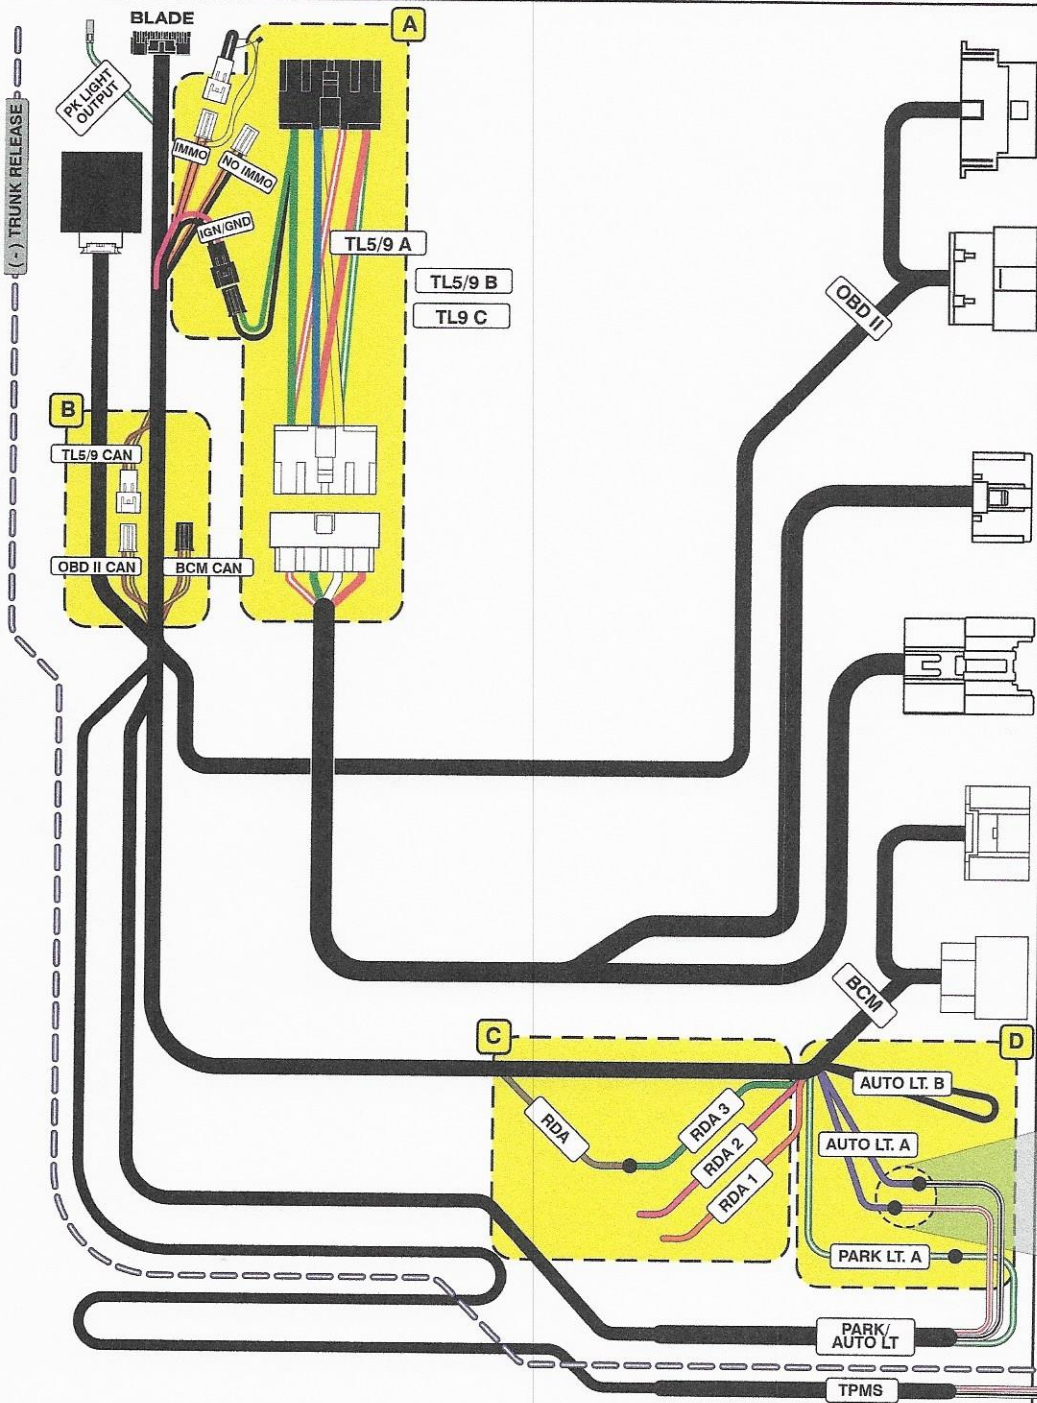 BLADE
A
PK LIGHT
OUTPUT
(-) TRUNK RELEASE
IMMO
NO IMMO
IGN/GND
TL5/9 A
TL5/9 B
TL9 C
OBD II
B
TL5/9 CAN
OBD II CAN
BCM CAN
BCM
C
D
RDA
RDA 3
RDA 2
RDA 1
AUTO LT. B
AUTO LT. A
PARK LT. A
PARK/
AUTO LT
TPMS